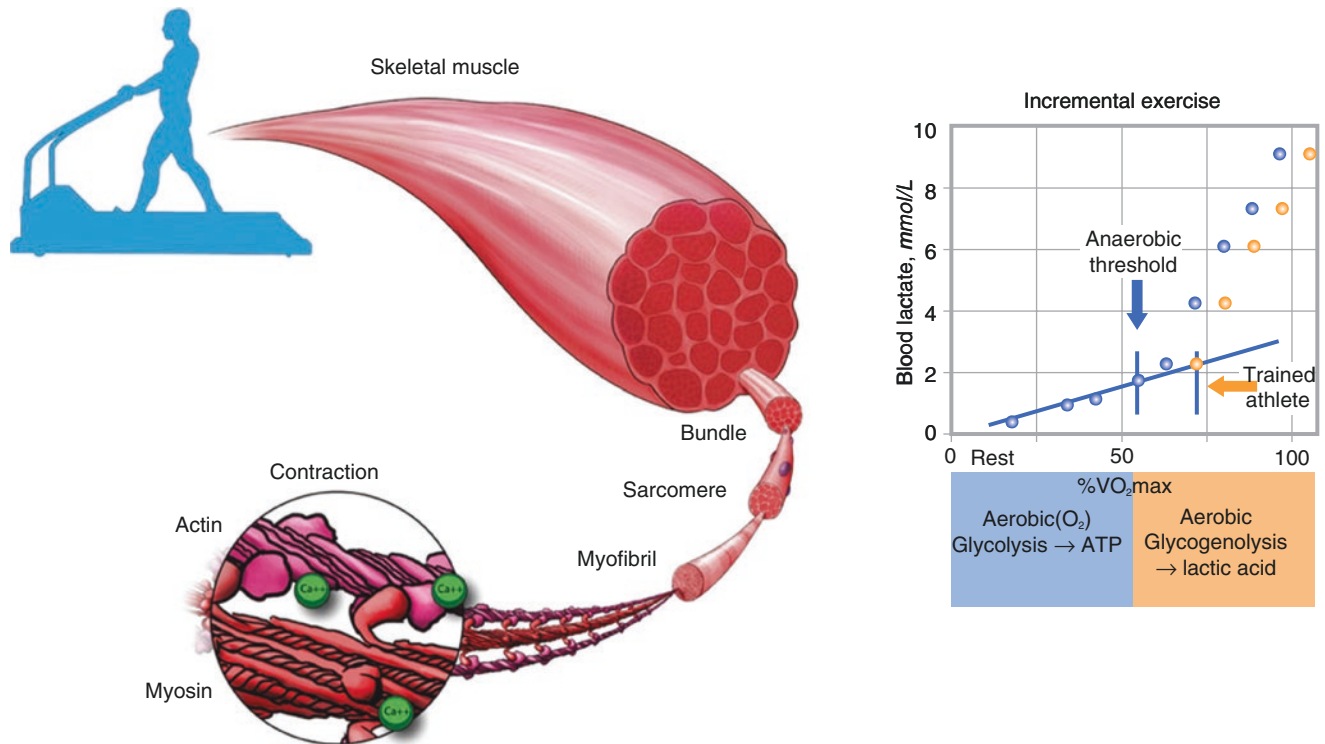 Skeletal muscle
Bundle
Sarcomere
Myofibril
Contraction
Actin
Myosin
Ca++
Ca++
Ca++
Incremental exercise
Blood lactate, mmol/L
10
8
6
4
2
0
Anaerobic
threshold
Trained
athlete
0 Rest 50 100
%VO₂max
Aerobic(O₂)
Glycolysis → ATP
Aerobic
Glycogenolysis
→ lactic acid